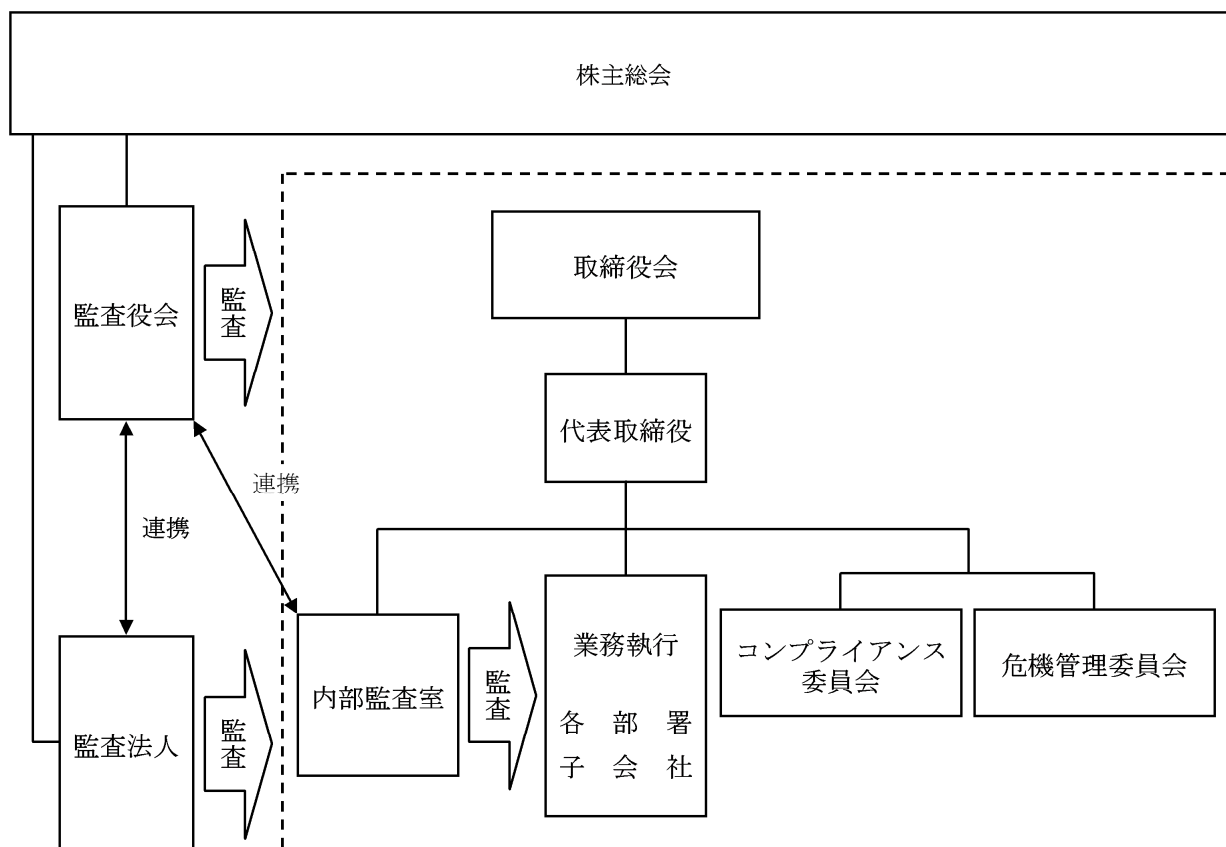 株主総会
取締役会
監査役会
監査
代表取締役
連携
連携
業務執行
各部署
子会社
コンプライアンス
委員会
危機管理委員会
内部監査室
監査
監査法人
監査